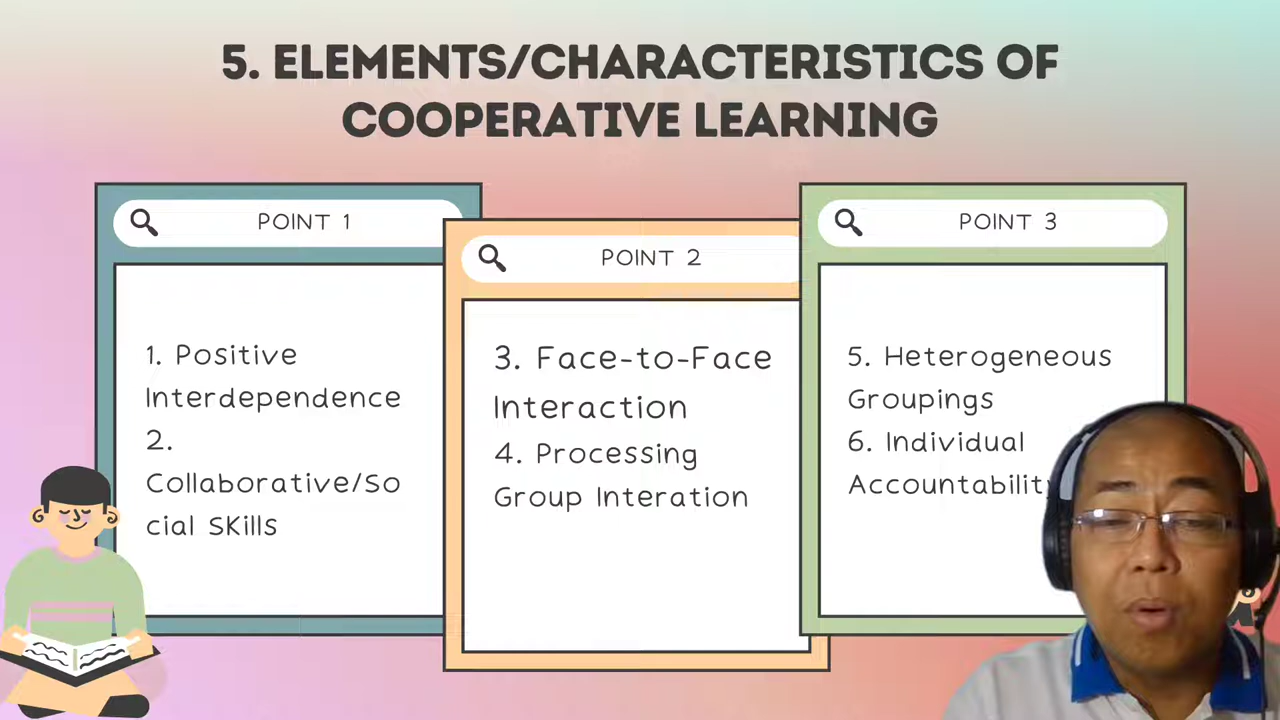 5. ELEMENTS/CHARACTERISTICS OF
COOPERATIVE LEARNING
POINT 1
1. Positive
Interdependence
2.
Collaborative/So
cial SKills
POINT 2
3. Face-to-Face
Interaction
4. Processing
Group Interation
POINT 3
5. Heterogeneous
Groupings
6. Individual
Accountability